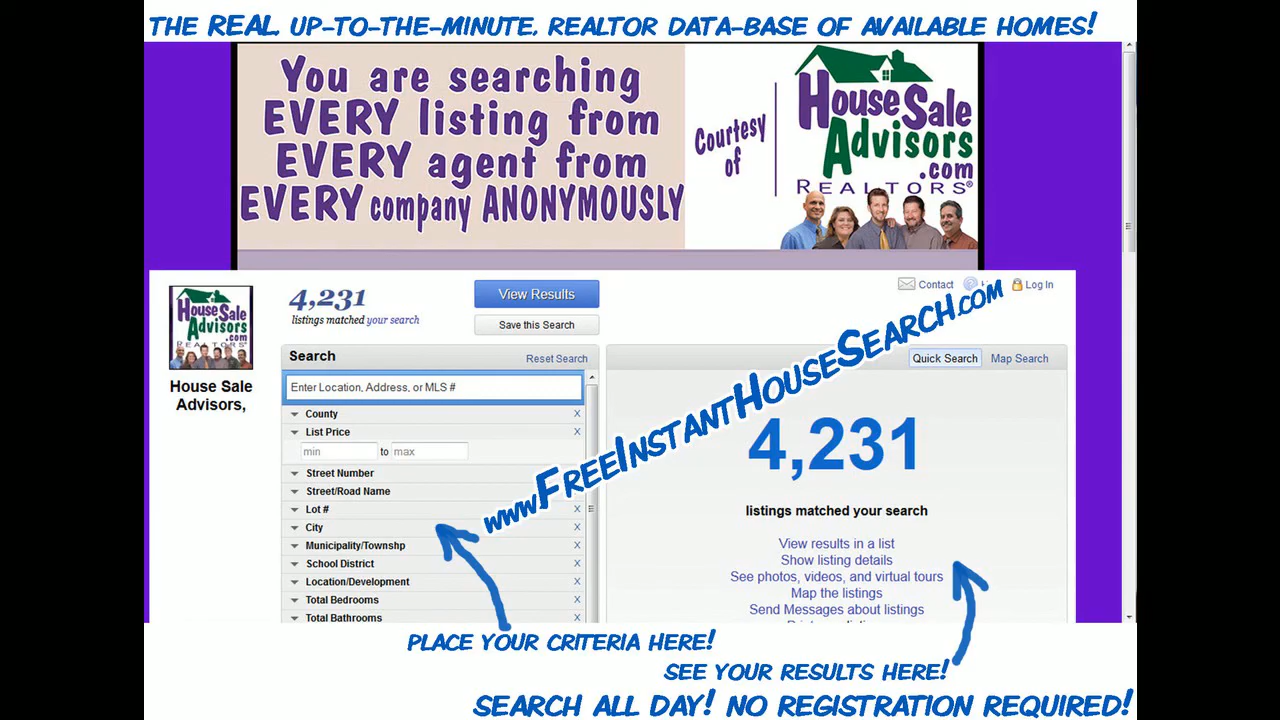 THE REAL, UP-TO-THE-MINUTE, REALTOR DATA-BASE OF AVAILABLE HOMES!
You are searching
EVERY listing from
EVERY agent from
EVERY company ANONYMOUSLY
Courtesy
of
House Sale
Advisors
.com
REALTORS®
4,231
listings matched your search
View Results
Save this Search
Contact
Log In
House Sale
Advisors
.com
REALTORS
House Sale
Advisors,
Search
Reset Search
Quick Search
Map Search
Enter Location, Address, or MLS #
County X
List Price X
min to max
Street Number
Street/Road Name
Lot # X
City X
Municipality/Townshp X
School District X
Location/Development X
Total Bedrooms X
Total Bathrooms X
www.FreeInstantHouseSearch.com
4,231
listings matched your search
View results in a list
Show listing details
See photos, videos, and virtual tours
Map the listings
Send Messages about listings
PLACE YOUR CRITERIA HERE!
SEE YOUR RESULTS HERE!
SEARCH ALL DAY! NO REGISTRATION REQUIRED!